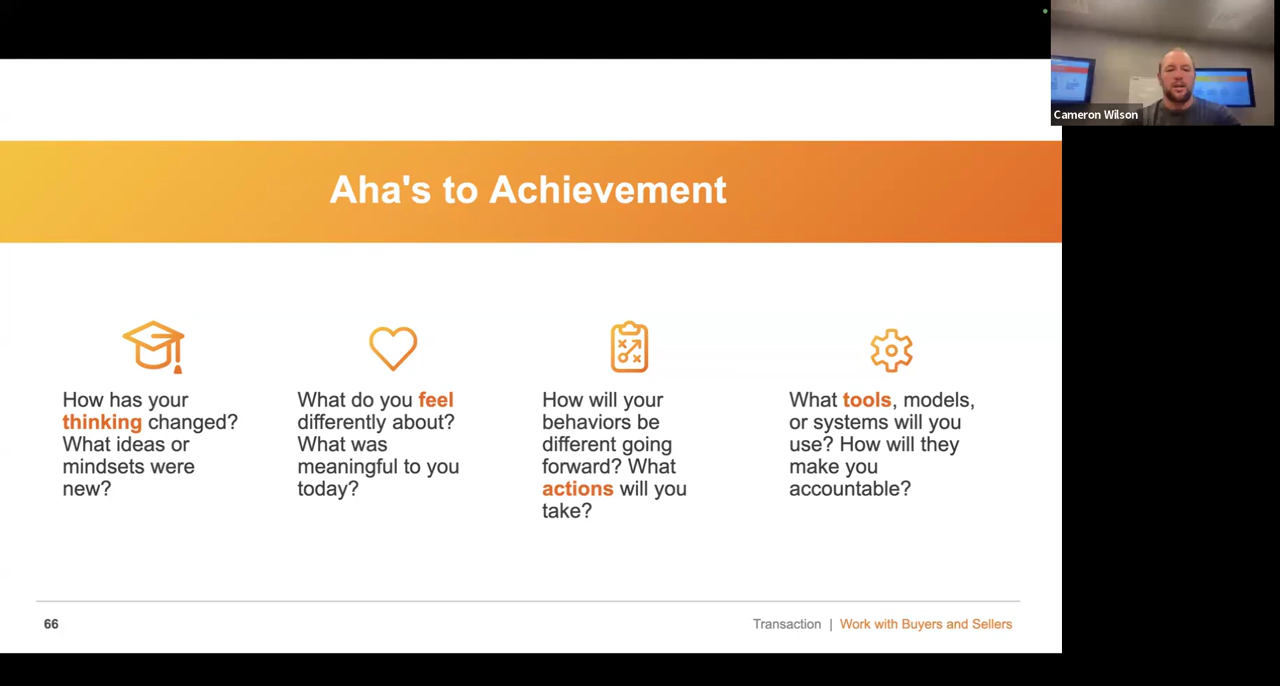 Cameron Wilson
Aha's to Achievement
How has your
thinking changed?
What ideas or
mindsets were
new?
What do you feel
differently about?
What was
meaningful to you
today?
How will your
behaviors be
different going
forward? What
actions will you
take?
What tools, models,
or systems will you
use? How will they
make you
accountable?
66
Transaction | Work with Buyers and Sellers